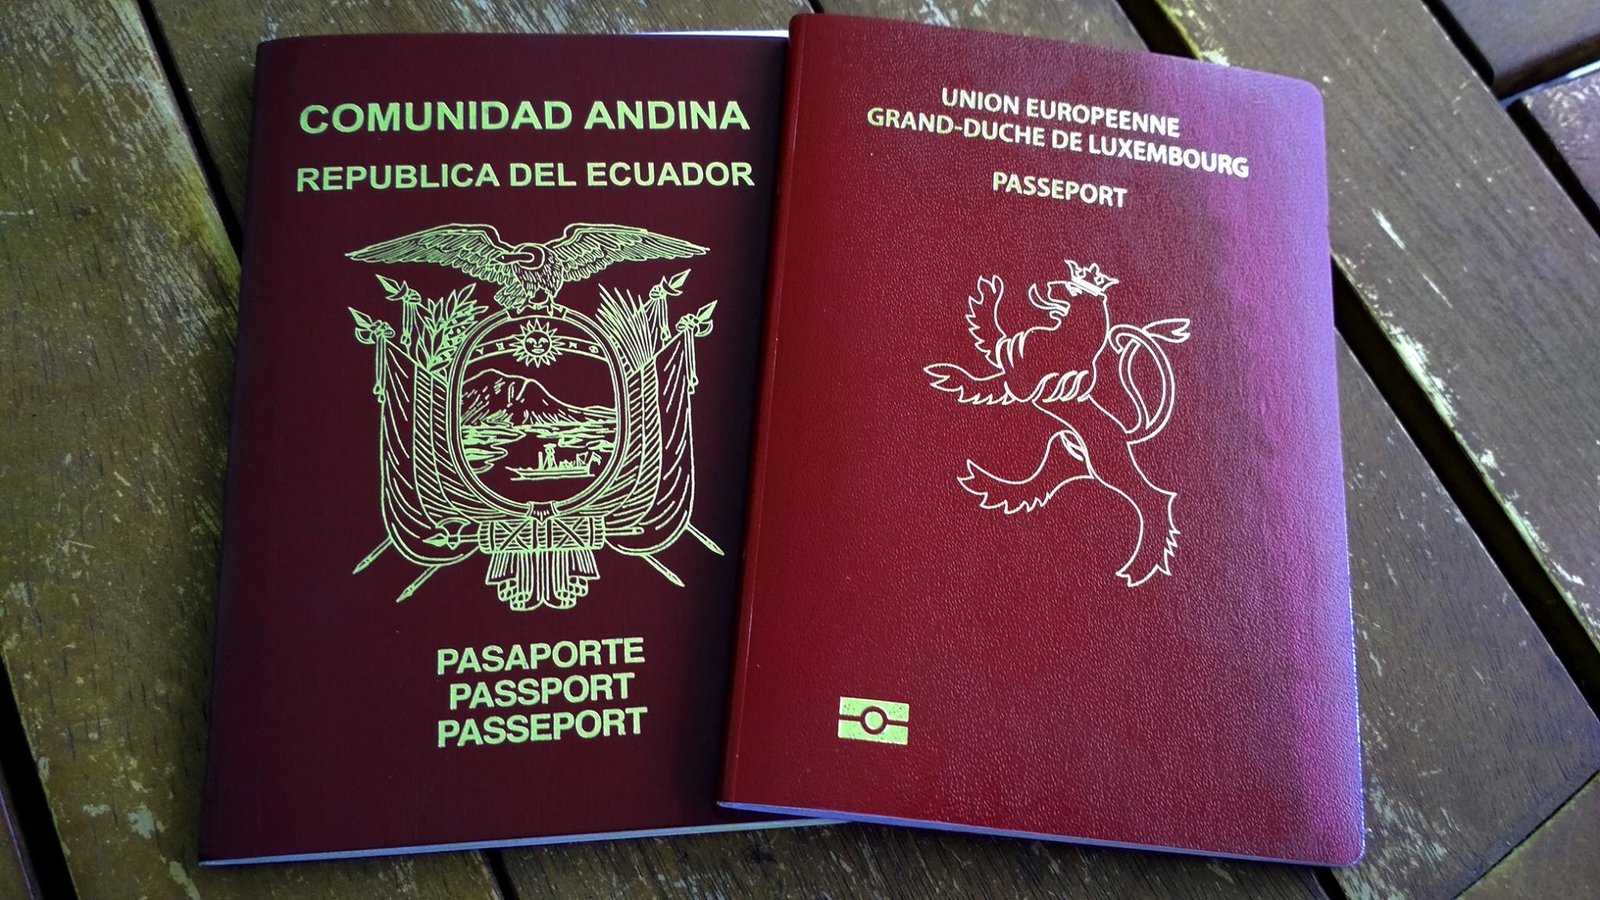 COMUNIDAD ANDINA
REPUBLICA DEL ECUADOR
PASAPORTE
PASSPORT
PASSEPORT
UNION EUROPEENNE
GRAND-DUCHE DE LUXEMBOURG
PASSEPORT